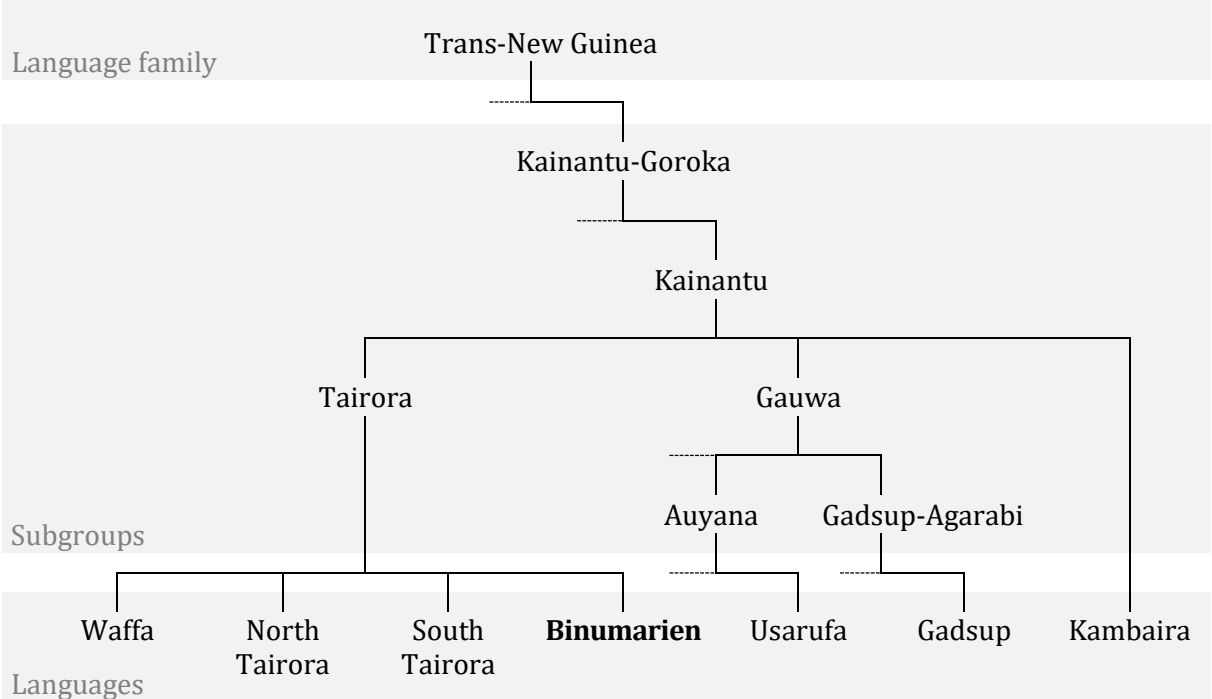 Trans-New Guinea
Language family
Kainantu-Goroka
Kainantu
Tairora
Gauwa
Auyana
Gadsup-Agarabi
Subgroups
Waffa
North
Tairora
South
Tairora
Binumarien
Usarufa
Gadsup
Kambaira
Languages